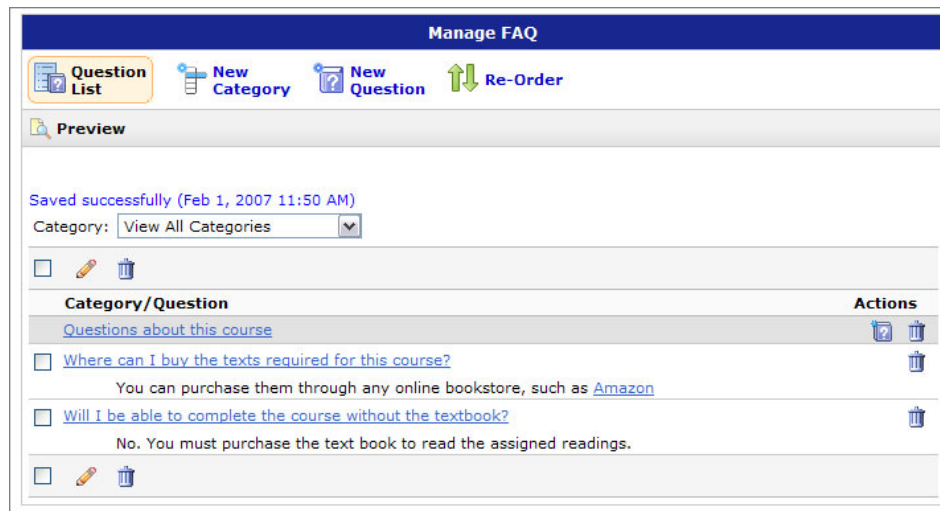 Manage FAQ
Question List
New Category
New Question
Re-Order
Preview
Saved successfully (Feb 1, 2007 11:50 AM)
Category: View All Categories
Category/Question Actions
Questions about this course
Where can I buy the texts required for this course?
You can purchase them through any online bookstore, such as Amazon
Will I be able to complete the course without the textbook?
No. You must purchase the text book to read the assigned readings.